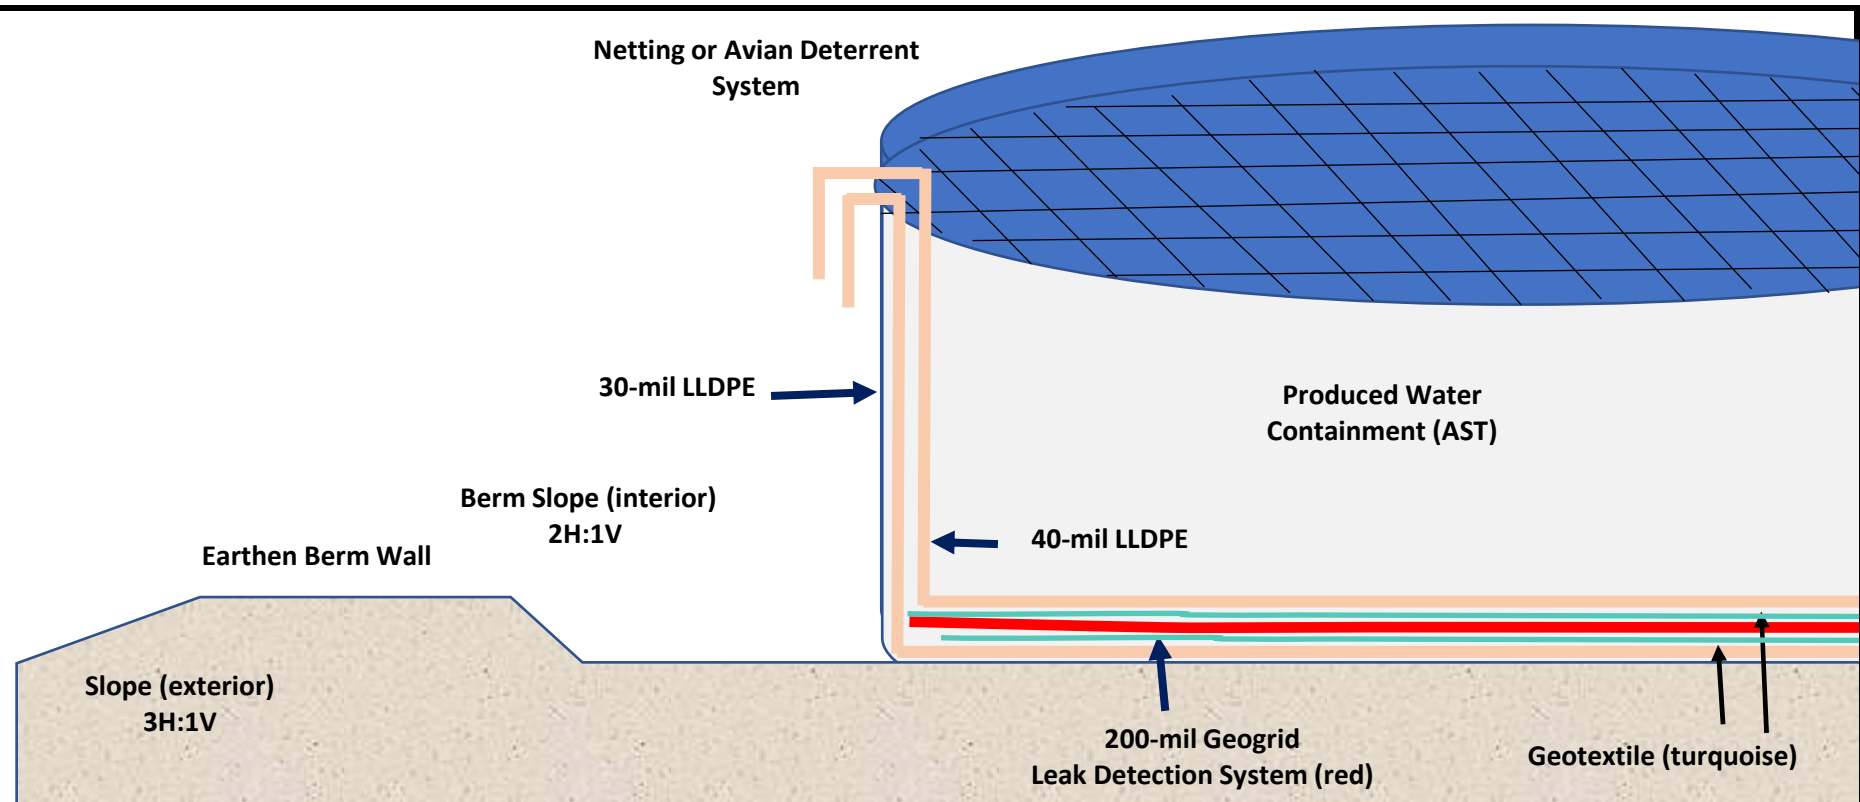 Netting or Avian Deterrent
System
30-mil LLDPE
Produced Water
Containment (AST)
Berm Slope (interior)
2H:1V
40-mil LLDPE
Earthen Berm Wall
Slope (exterior)
3H:1V
200-mil Geogrid
Leak Detection System (red)
Geotextile (turquoise)